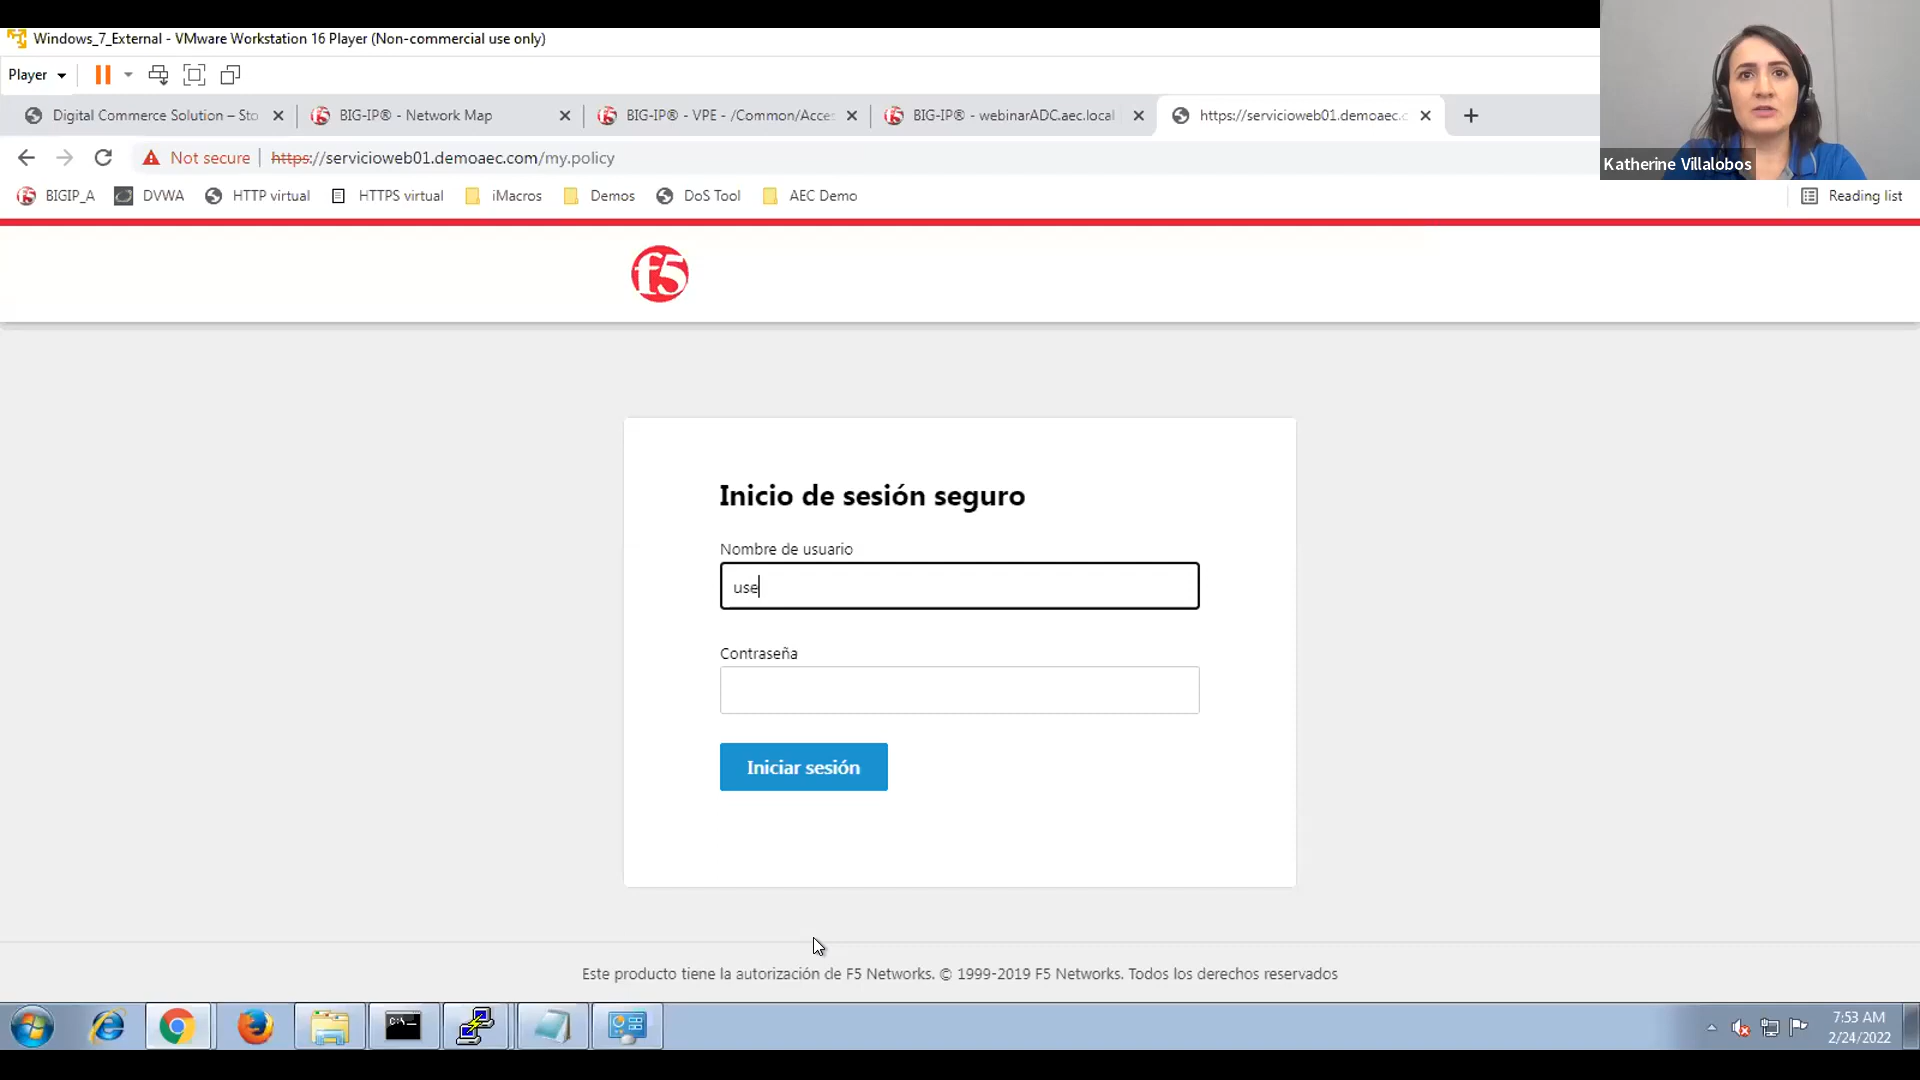 Windows_7_External - VMware Workstation 16 Player (Non-commercial use only)
Player
Digital Commerce Solution – Sto
BIG-IP® - Network Map
BIG-IP® - VPE - /Common/Acces
BIG-IP® - webinarADC.aec.local
https://servicioweb01.demoaec.c
Not secure
https://servicioweb01.demoaec.com/my.policy
Katherine Villalobos
BIGIP_A
DVWA
HTTP virtual
HTTPS virtual
iMacros
Demos
DoS Tool
AEC Demo
Reading list
f5
Inicio de sesión seguro
Nombre de usuario
use
Contraseña
Iniciar sesión
Este producto tiene la autorización de F5 Networks. © 1999-2019 F5 Networks. Todos los derechos reservados
C:\_
7:53 AM
2/24/2022